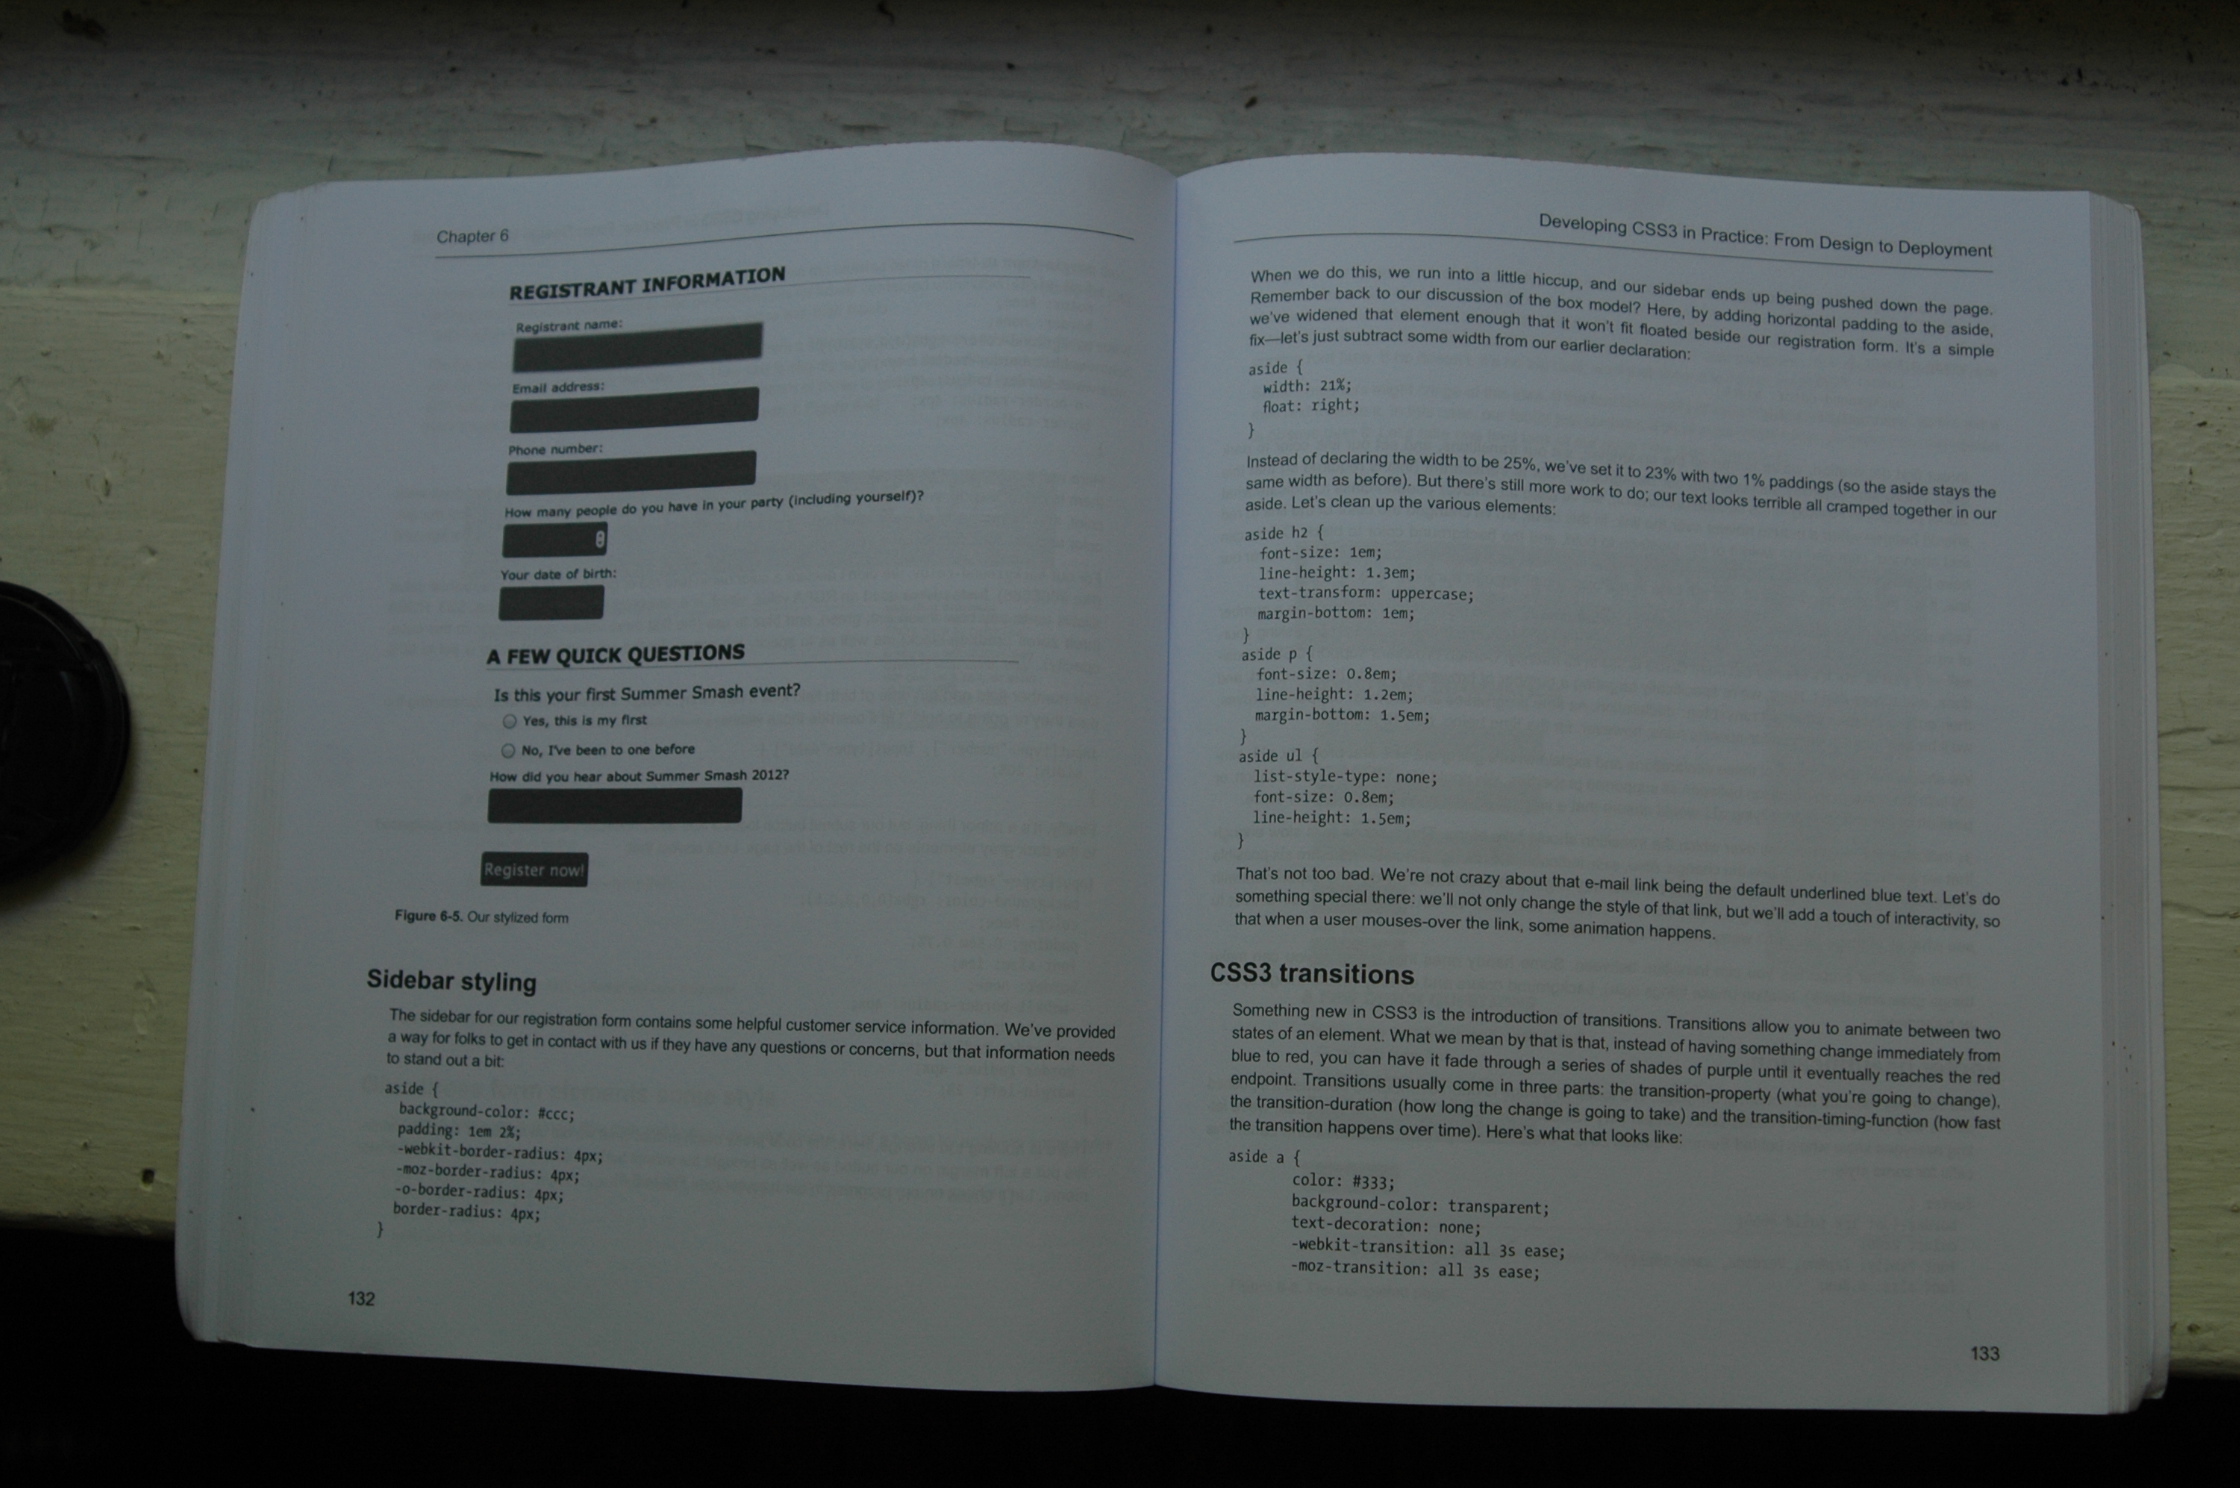 Chapter 6
REGISTRANT INFORMATION
Registrant name:
Email address:
Phone number:
How many people do you have in your party (including yourself)?
Your date of birth:
A FEW QUICK QUESTIONS
Is this your first Summer Smash event?
Yes, this is my first
No, I've been to one before
How did you hear about Summer Smash 2012?
Register now!
Figure 6-5. Our stylized form
Sidebar styling
The sidebar for our registration form contains some helpful customer service information. We've provided
a way for folks to get in contact with us if they have any questions or concerns, but that information needs
to stand out a bit:
aside {
background-color: #ccc;
padding: 1em 2%;
-webkit-border-radius: 4px;
-moz-border-radius: 4px;
-o-border-radius: 4px;
border-radius: 4px;
}
132
Developing CSS3 in Practice: From Design to Deployment
When we do this, we run into a little hiccup, and our sidebar ends up being pushed down the page.
Remember back to our discussion of the box model? Here, by adding horizontal padding to the aside,
we've widened that element enough that it won't fit floated beside our registration form. It's a simple
fix—let's just subtract some width from our earlier declaration:
aside {
width: 21%;
float: right;
}
Instead of declaring the width to be 25%, we've set it to 23% with two 1% paddings (so the aside stays the
same width as before). But there's still more work to do; our text looks terrible all cramped together in our
aside. Let's clean up the various elements:
aside h2 {
font-size: 1em;
line-height: 1.3em;
text-transform: uppercase;
margin-bottom: 1em;
}
aside p {
font-size: 0.8em;
line-height: 1.2em;
margin-bottom: 1.5em;
}
aside ul {
list-style-type: none;
font-size: 0.8em;
line-height: 1.5em;
}
That's not too bad. We're not crazy about that e-mail link being the default underlined blue text. Let's do
something special there: we'll not only change the style of that link, but we'll add a touch of interactivity, so
that when a user mouses-over the link, some animation happens.
CSS3 transitions
Something new in CSS3 is the introduction of transitions. Transitions allow you to animate between two
states of an element. What we mean by that is that, instead of having something change immediately from
blue to red, you can have it fade through a series of shades of purple until it eventually reaches the red
endpoint. Transitions usually come in three parts: the transition-property (what you're going to change),
the transition-duration (how long the change is going to take) and the transition-timing-function (how fast
the transition happens over time). Here's what that looks like:
aside a {
color: #333;
background-color: transparent;
text-decoration: none;
-webkit-transition: all 3s ease;
-moz-transition: all 3s ease;
133